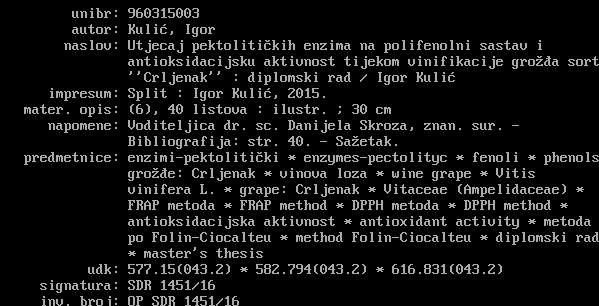 unibr: 960315003
autor: Kulić, Igor
naslov: Utjecaj pektolitičkih enzima na polifenolni sastav i
antioksidacijsku aktivnost tijekom vinifikacije grožđa sort
''Crljenak'' : diplomski rad / Igor Kulić
impresum: Split : Igor Kulić, 2015.
mater. opis: (6), 40 listova : ilustr. ; 30 cm
napomene: Voditeljica dr. sc. Danijela Skroza, znan. sur. -
Bibliografija: str. 40. - Sažetak.
predmetnice: enzimi-pektolitički * enzymes-pectolityc * fenoli * phenols
grožđe: Crljenak * vinova loza * wine grape * Vitis
vinifera L. * grape: Crljenak * Vitaceae (Ampelidaceae) *
FRAP metoda * FRAP method * DPPH metoda * DPPH method *
antioksidacijska aktivnost * antioxidant activity * metoda
po Folin-Ciocalteu * method Folin-Ciocalteu * diplomski rad
* master's thesis
udk: 577.15(043.2) * 582.794(043.2) * 616.831(043.2)
signatura: SDR 1451/16
inv. broj: OP SDR 1451/16